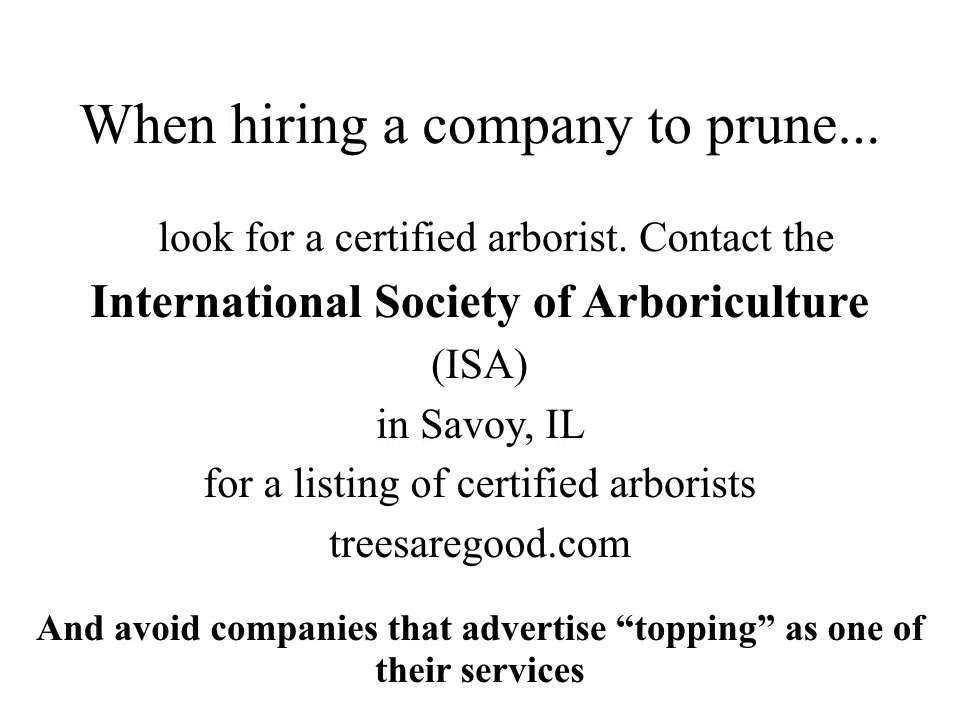 When hiring a company to prune...
look for a certified arborist. Contact the
International Society of Arboriculture
(ISA)
in Savoy, IL
for a listing of certified arborists
treesaregood.com
And avoid companies that advertise “topping” as one of
their services